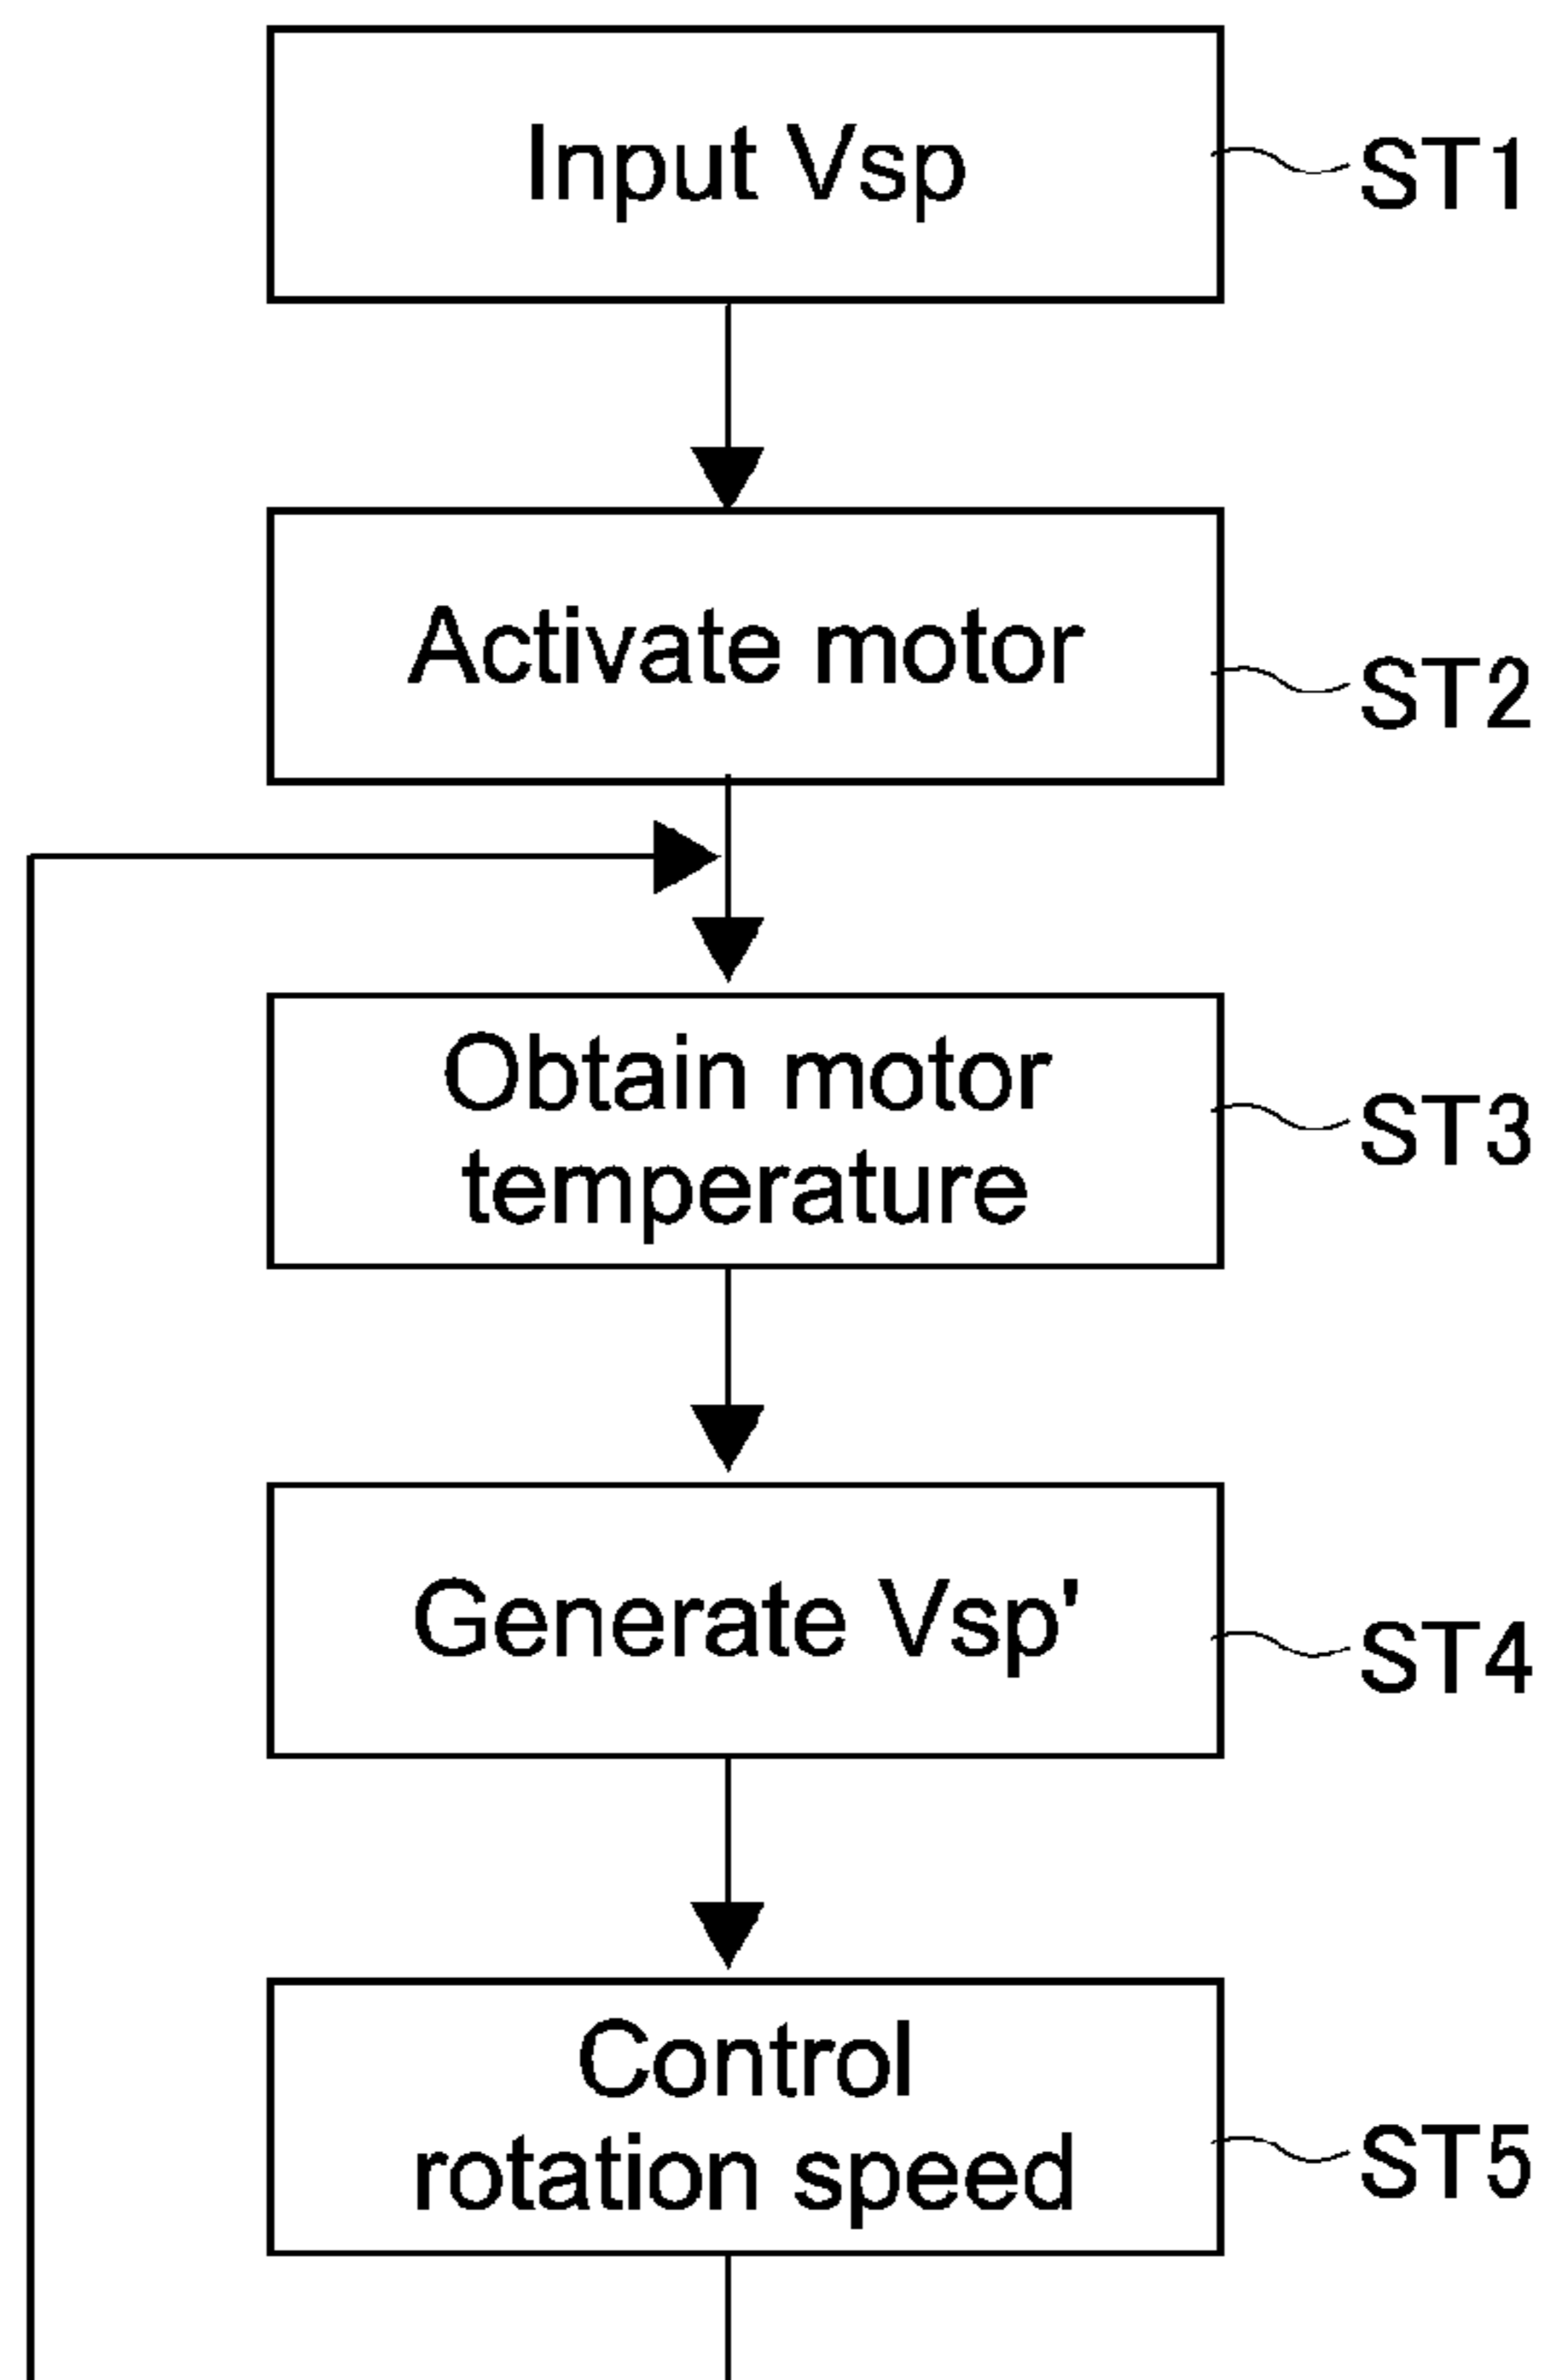 Input Vsp
ST1
Activate motor
ST2
Obtain motor
temperature
ST3
Generate Vsp'
ST4
Control
rotation speed
ST5